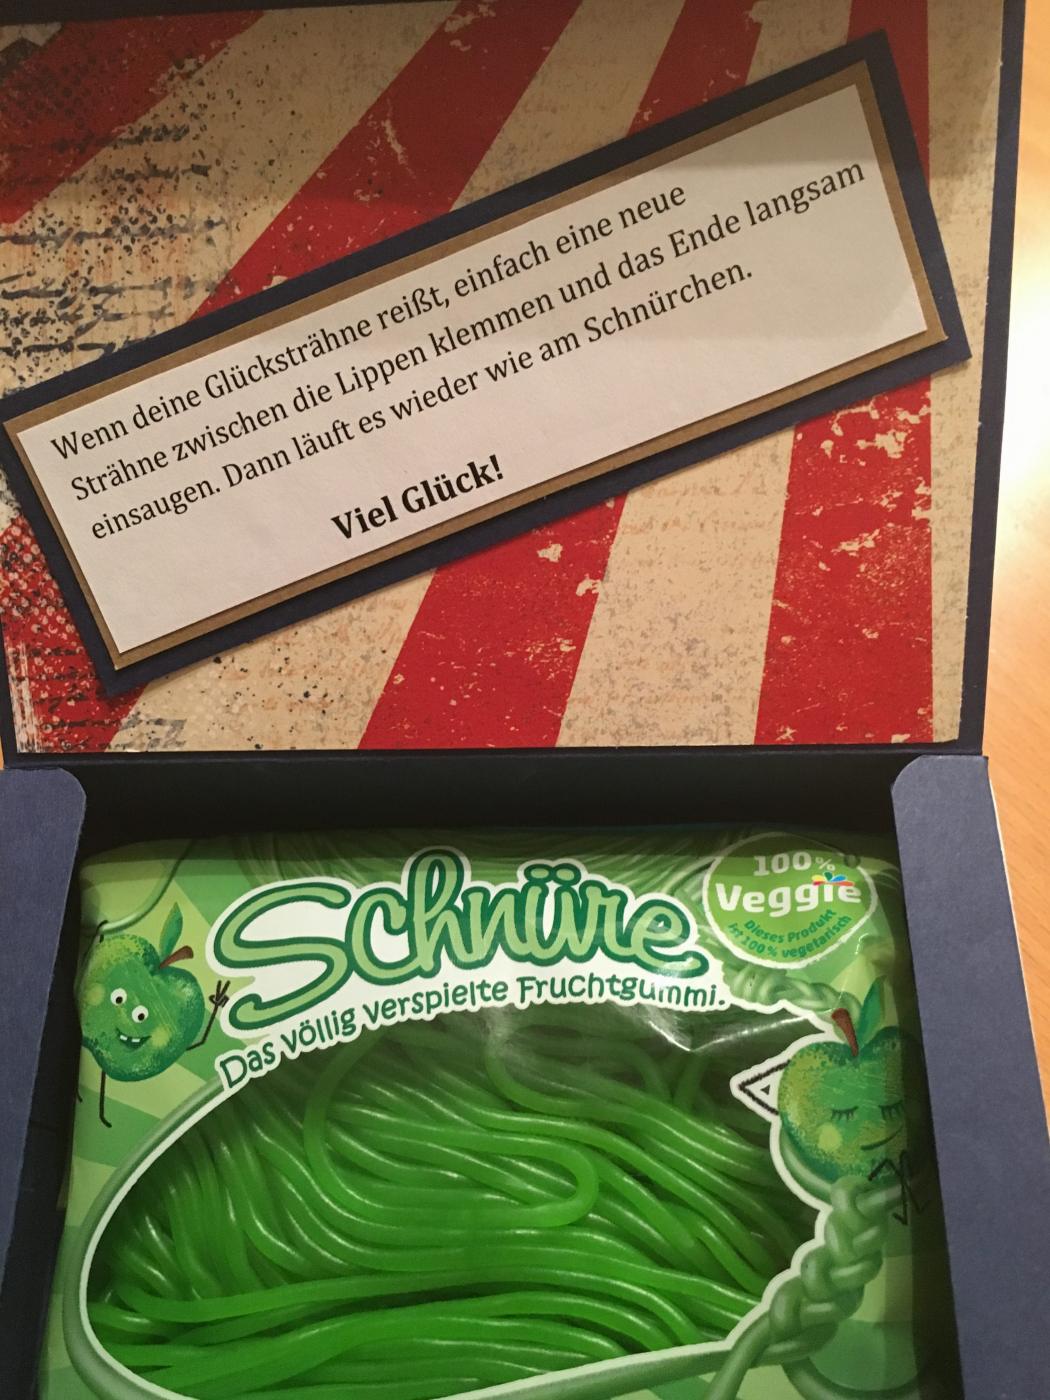 Wenn deine Glücksträhne reißt, einfach eine neue
Strähne zwischen die Lippen klemmen und das Ende langsam
einsaugen. Dann läuft es wieder wie am Schnürchen.
Viel Glück!
Schnüre
Das völlig verspielte Fruchtgummi.
100%
Veggie
Dieses Produkt
ist 100% vegetarisch